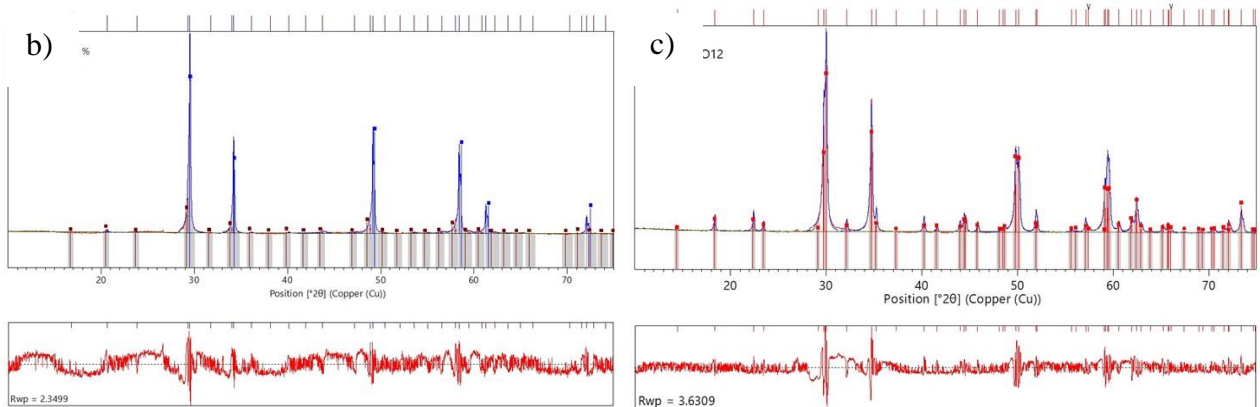 b)
%
20 30 40 50 60 70
Position [°2θ] (Copper (Cu))
Rwp = 2.3499
c)
O12
20 30 40 50 60 70
Position [°2θ] (Copper (Cu))
Rwp = 3.6309